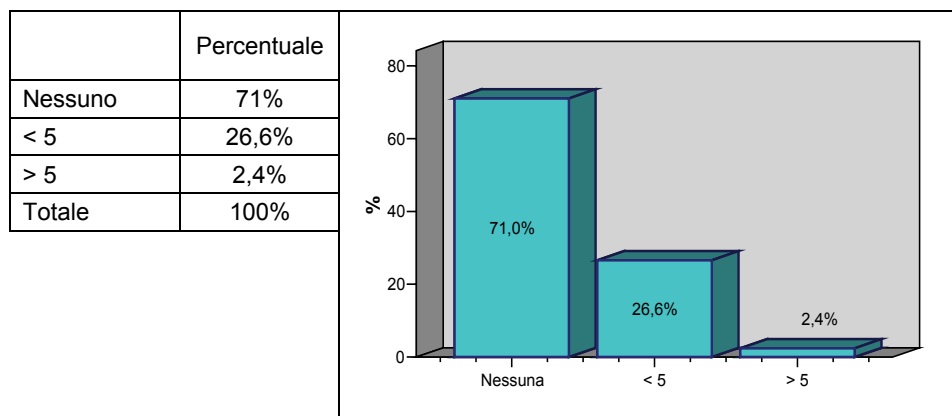 Percentuale
Nessuno 71%
< 5 26,6%
> 5 2,4%
Totale 100%
80
60
40
20
0
%
71,0%
26,6%
2,4%
Nessuna < 5 > 5